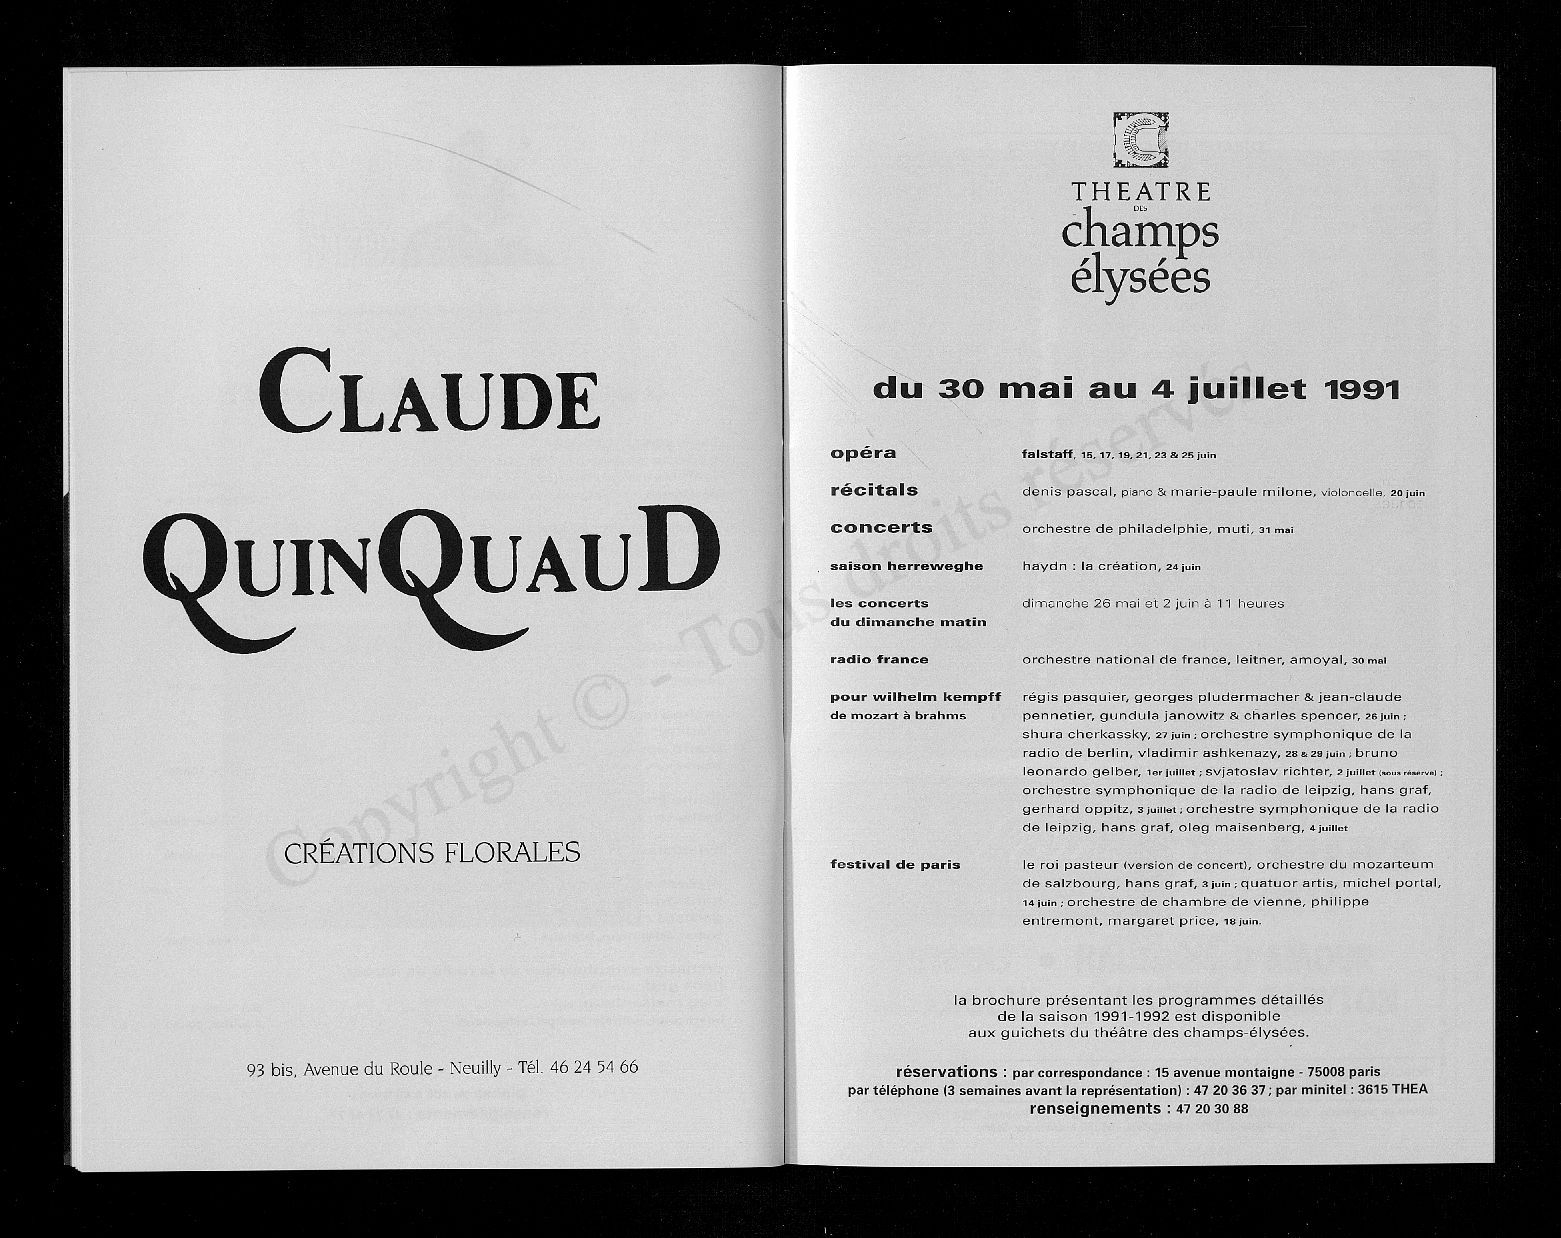 CLAUDE
QUINQUAUD
CRÉATIONS FLORALES
93 bis, Avenue du Roule - Neuilly - Tél. 46 24 54 66
THEATRE
DES
champs
élysées
du 30 mai au 4 juillet 1991
opéra falstaff, 15, 17, 19, 21, 23 & 25 juin
récitals denis pascal, piano & marie-paule milone, violoncelle, 20 juin
concerts orchestre de philadelphie, muti, 31 mai
saison herreweghe haydn : la création, 24 juin
les concerts dimanche 26 mai et 2 juin à 11 heures
du dimanche matin
radio france orchestre national de france, leitner, amoyal, 30 mai
pour wilhelm kempff régis pasquier, georges pludermacher & jean-claude
de mozart à brahms pennetier, gundula janowitz & charles spencer, 26 juin ;
shura cherkassky, 27 juin ; orchestre symphonique de la
radio de berlin, vladimir ashkenazy, 28 & 29 juin ; bruno
leonardo gelber, 1er juillet ; svjatoslav richter, 2 juillet (sous réserve) ;
orchestre symphonique de la radio de leipzig, hans graf,
gerhard oppitz, 3 juillet ; orchestre symphonique de la radio
de leipzig, hans graf, oleg maisenberg, 4 juillet
festival de paris le roi pasteur (version de concert), orchestre du mozarteum
de salzbourg, hans graf, 3 juin ; quatuor artis, michel portal,
14 juin ; orchestre de chambre de vienne, philippe
entremont, margaret price, 18 juin.
la brochure présentant les programmes détaillés
de la saison 1991-1992 est disponible
aux guichets du théâtre des champs-élysées.
réservations : par correspondance : 15 avenue montaigne - 75008 paris
par téléphone (3 semaines avant la représentation) : 47 20 36 37 ; par minitel : 3615 THEA
renseignements : 47 20 30 88
Copyright © - Tous droits réservés